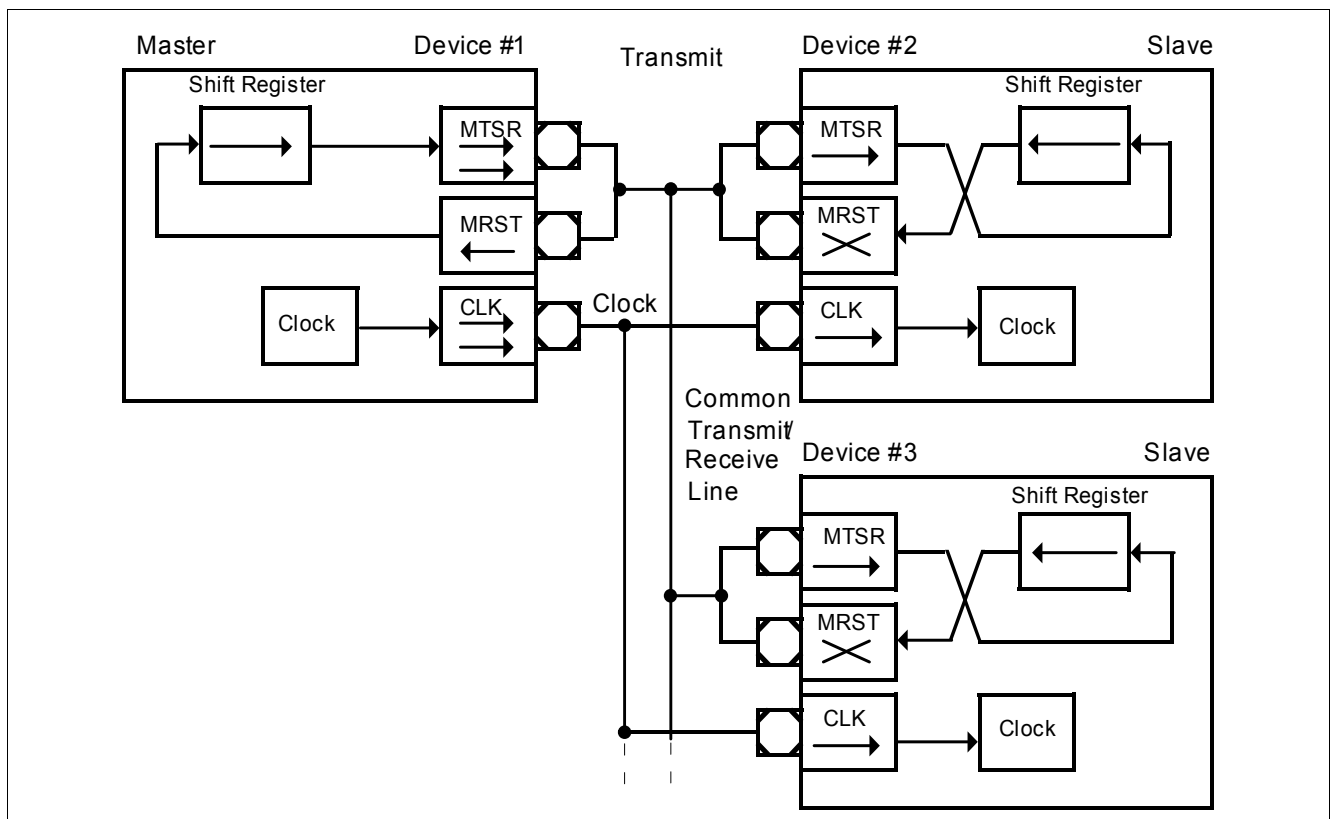 Master
Device #1
Transmit
Device #2
Slave
Shift Register
MTSR
MRST
Clock
CLK
Clock
MTSR
Shift Register
MRST
CLK
Clock
Common
Transmit/
Receive
Line
Device #3
Slave
Shift Register
MTSR
MRST
CLK
Clock